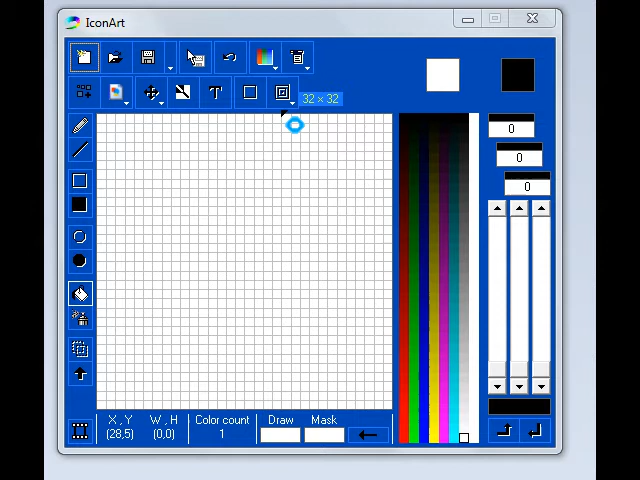 IconArt
T
32 × 32
0
0
0
X , Y W , H Color count Draw Mask
(28,5) (0,0) 1